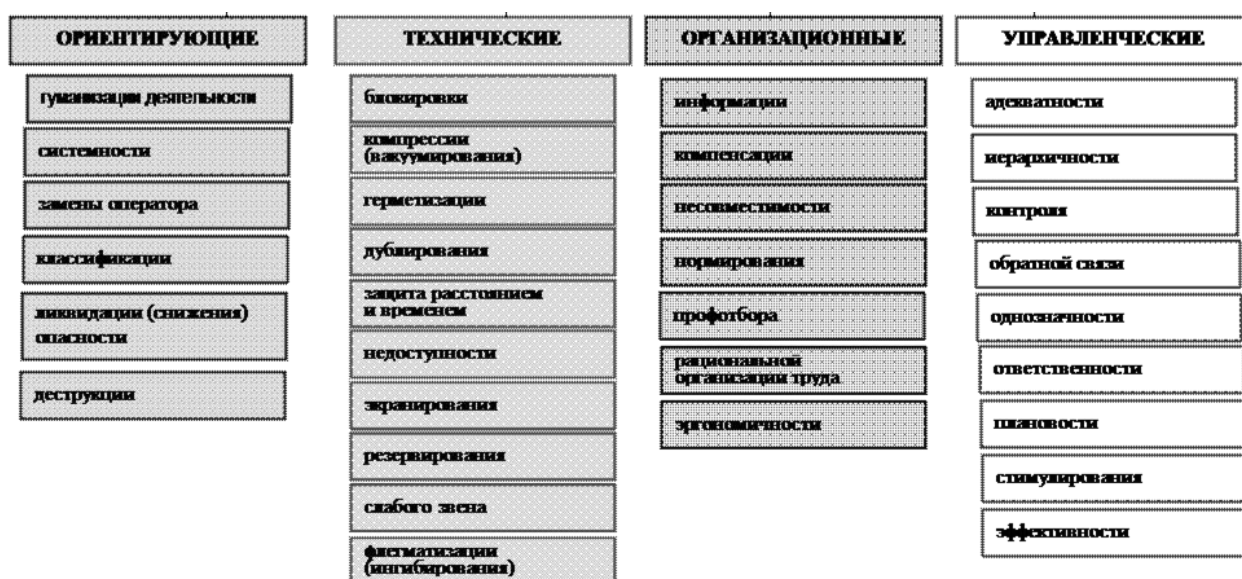 ОРИЕНТИРУЮЩИЕ
гуманизации деятельности
системности
замены оператора
классификации
ликвидации (снижения)
опасности
деструкции
ТЕХНИЧЕСКИЕ
блокировки
компрессии
(вакуумирования)
герметизации
дублирования
защита расстоянием
и временем
недоступности
экранирования
резервирования
слабого звена
флегматизации
(ингибирования)
ОРГАНИЗАЦИОННЫЕ
информации
компенсации
несовместимости
нормирования
профотбора
рациональной
организации труда
эргономичности
УПРАВЛЕНЧЕСКИЕ
адекватности
иерархичности
контроля
обратной связи
однозначности
ответственности
плановости
стимулирования
эффективности